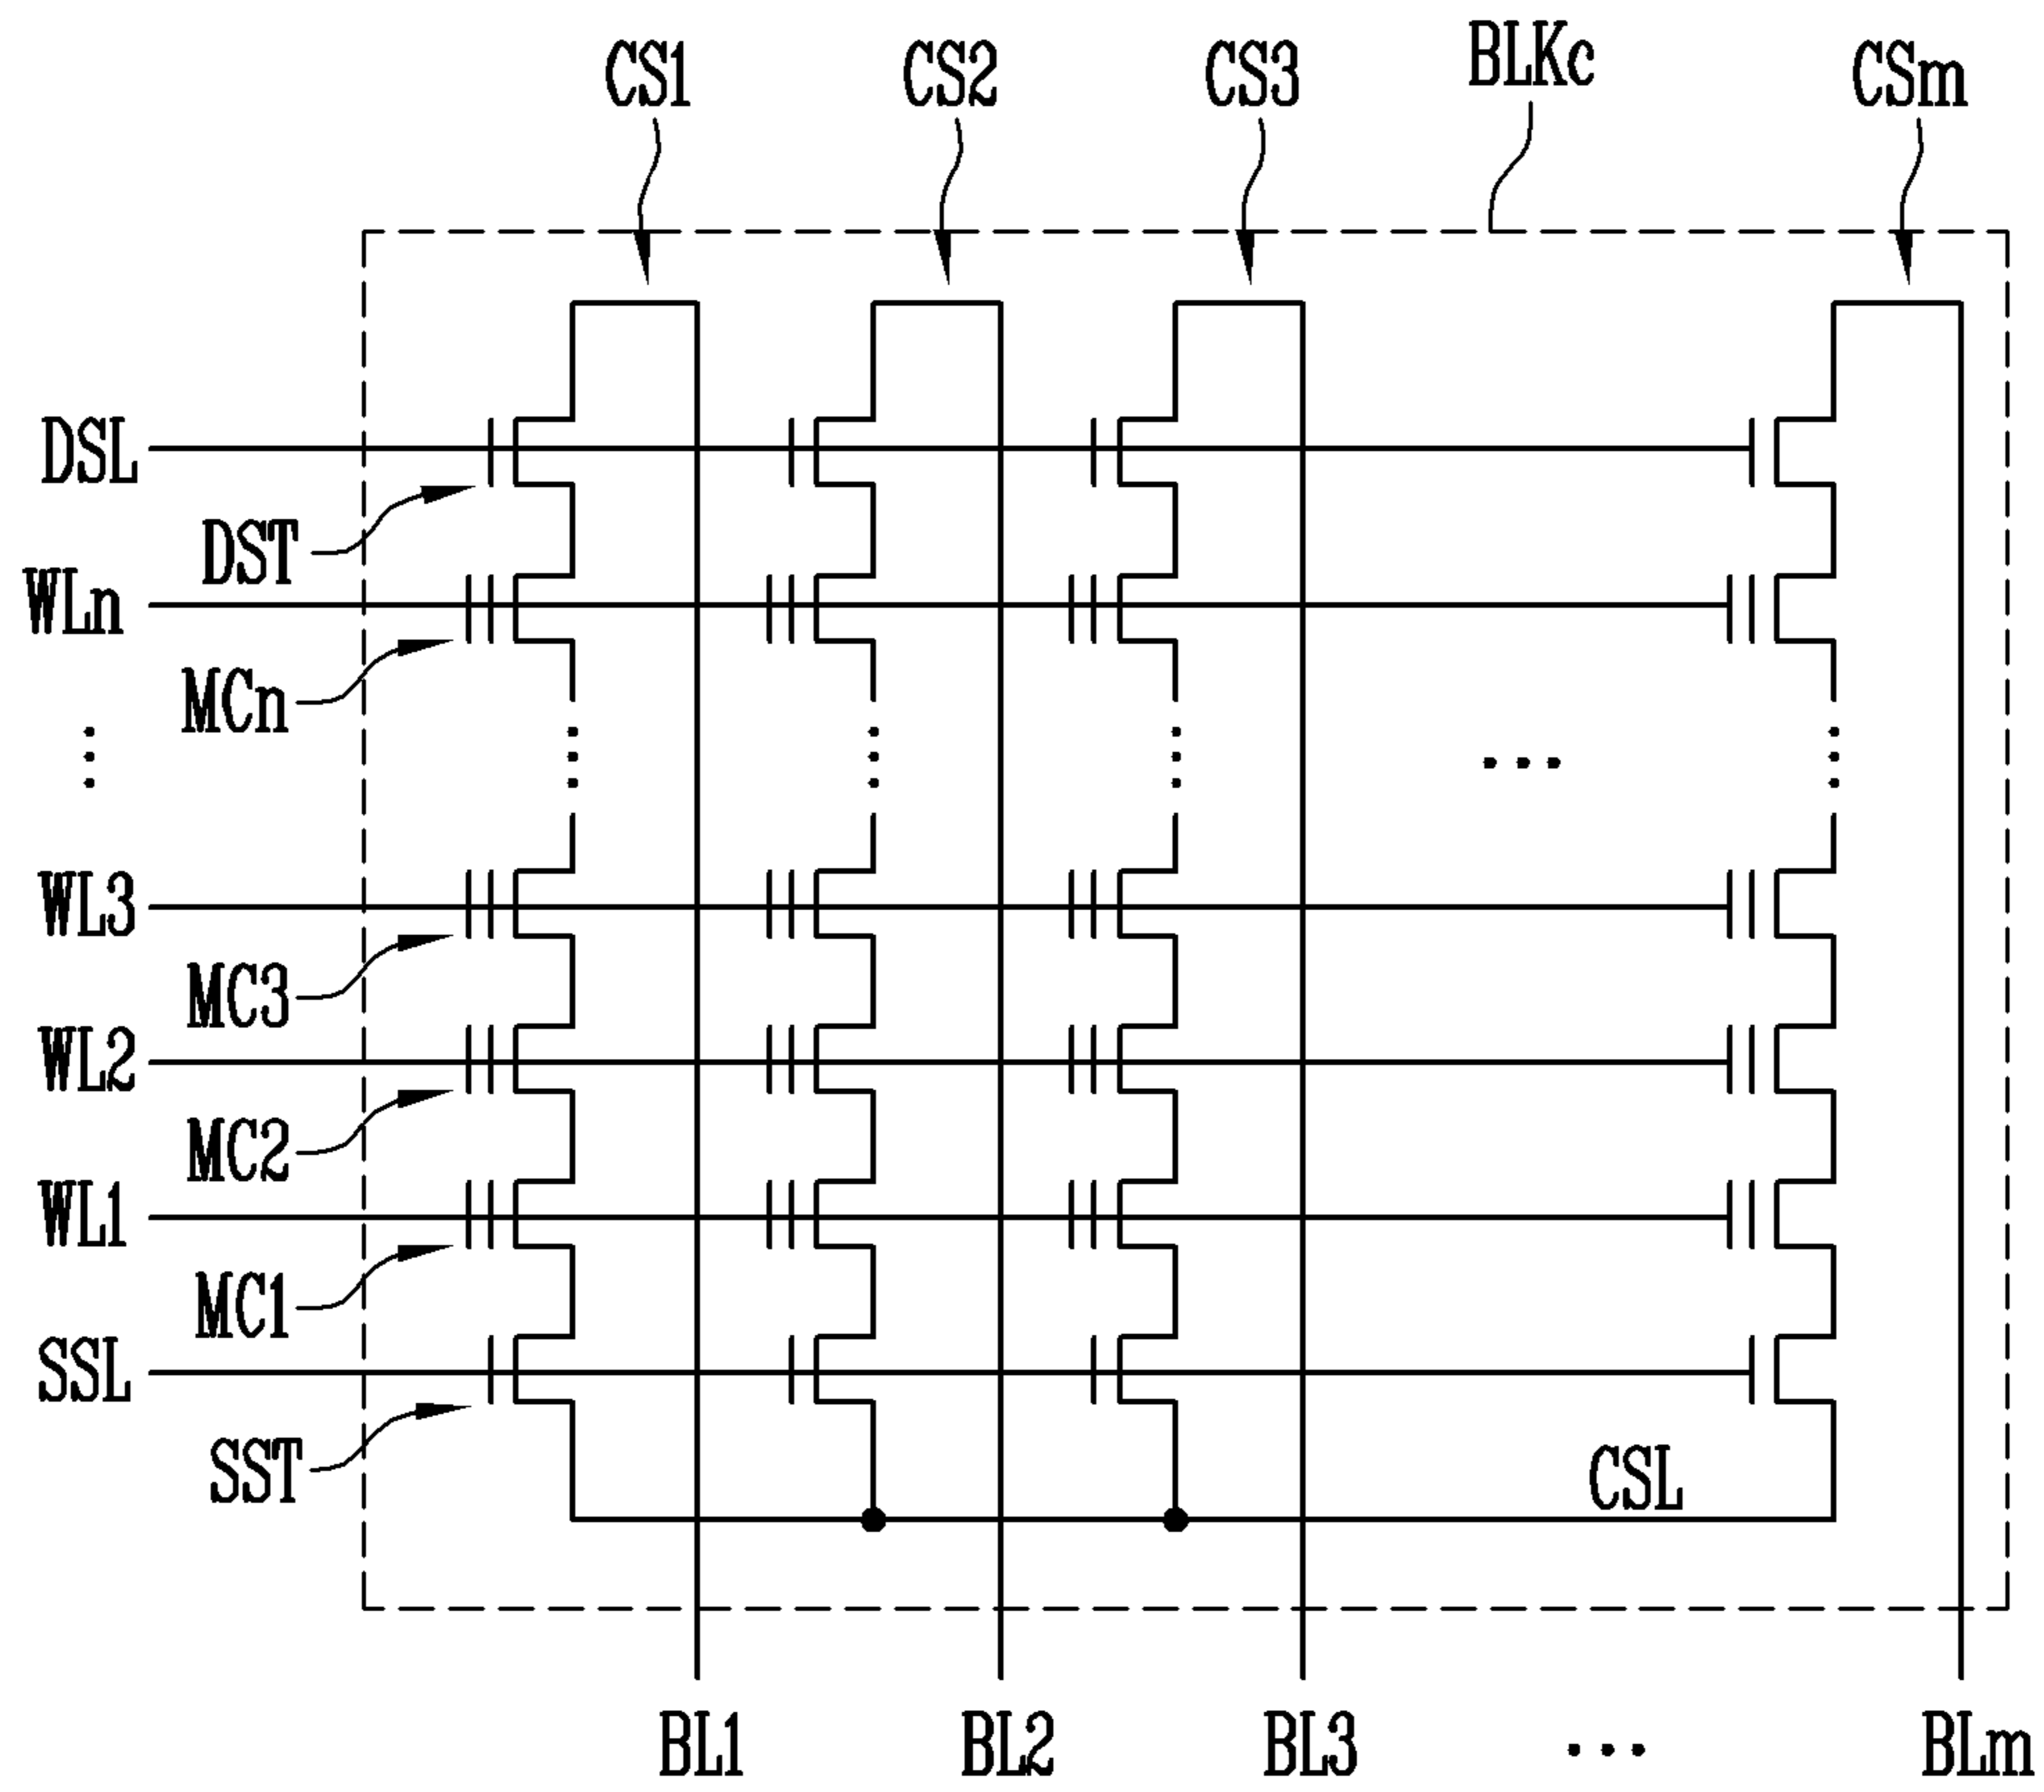 CS1 CS2 CS3 BLKc CSm
DSL
DST
WLn
MCn
WL3
MC3
WL2
MC2
WL1
MC1
SSL
SST
CSL
BL1 BL2 BL3 ... BLm